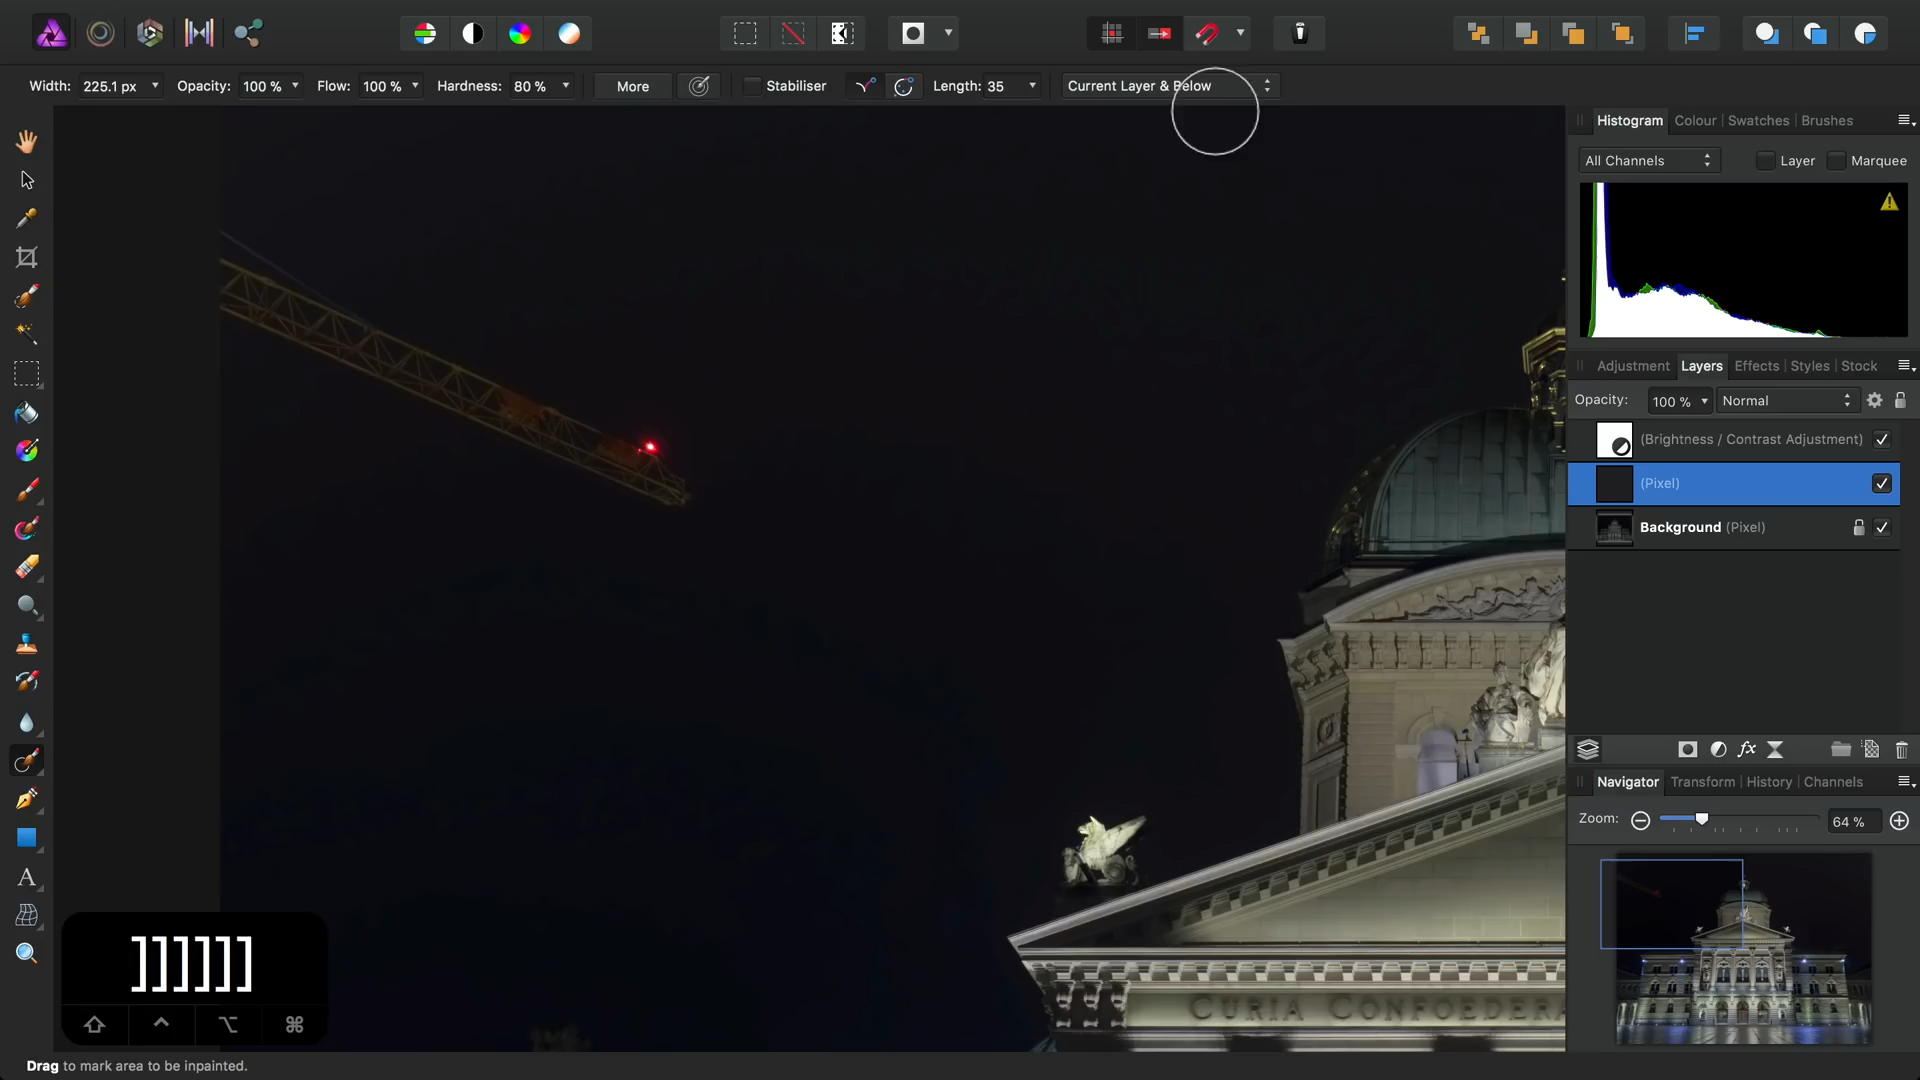 Width: 225.1 px Opacity: 100 % Flow: 100 % Hardness: 80 % More Stabiliser Length: 35 Current Layer & Below
Histogram Colour Swatches Brushes
All Channels Layer Marquee
Adjustment Layers Effects Styles Stock
Opacity: 100 % Normal
(Brightness / Contrast Adjustment)
(Pixel)
Background (Pixel)
fx
Navigator Transform History Channels
Zoom: 64 %
A
CURIA CONFOEDERA
]]]]]]
Drag to mark area to be inpainted.